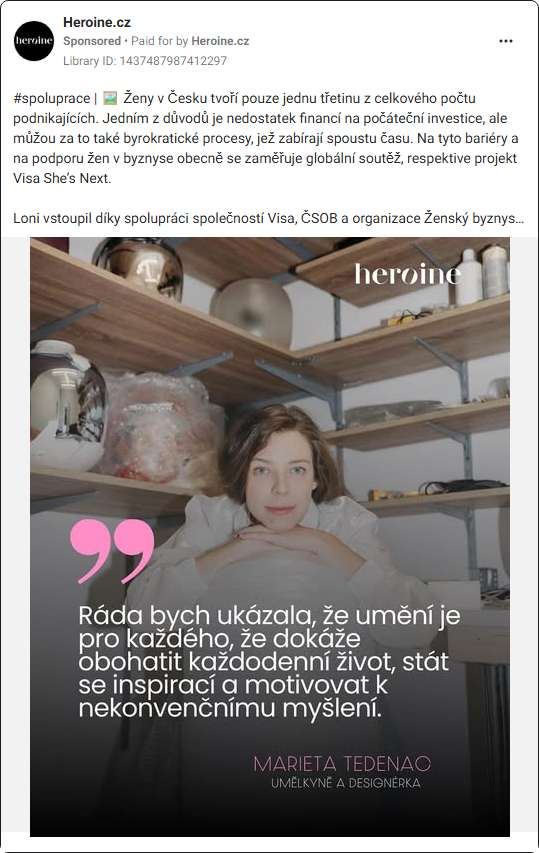 Heroine.cz
Sponsored • Paid for by Heroine.cz
Library ID: 1437487987412297
heroine
#spoluprace | 🖼️ Ženy v Česku tvoří pouze jednu třetinu z celkového počtu
podnikajících. Jedním z důvodů je nedostatek financí na počáteční investice, ale
můžou za to také byrokratické procesy, jež zabírají spoustu času. Na tyto bariéry a
na podporu žen v byznyse obecně se zaměřuje globální soutěž, respektive projekt
Visa She's Next.
Loni vstoupil díky spolupráci společností Visa, ČSOB a organizace Ženský byznys...
heroine
Ráda bych ukázala, že umění je
pro každého, že dokáže
obohatit každodenní život, stát
se inspirací a motivovat k
nekonvenčnímu myšlení.
MARIETA TEDENAC
UMĚLKYNĚ A DESIGNÉRKA